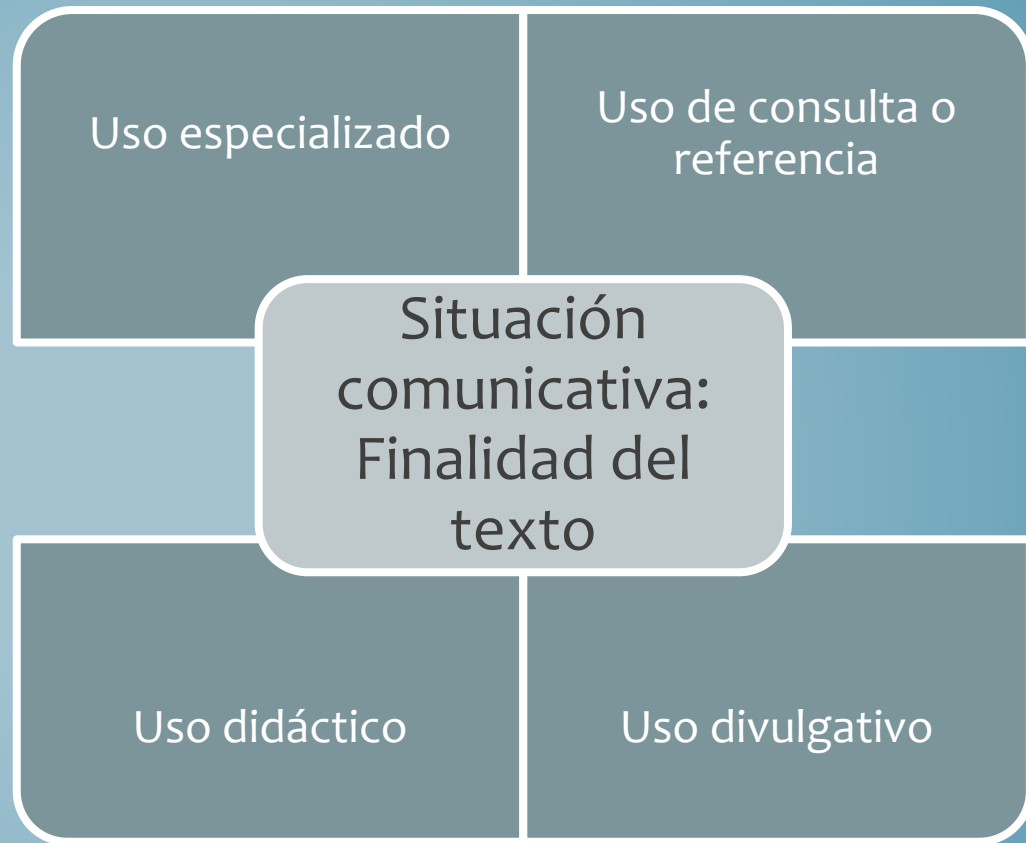 Uso especializado
Uso de consulta o
referencia
Situación
comunicativa:
Finalidad del
texto
Uso didáctico
Uso divulgativo